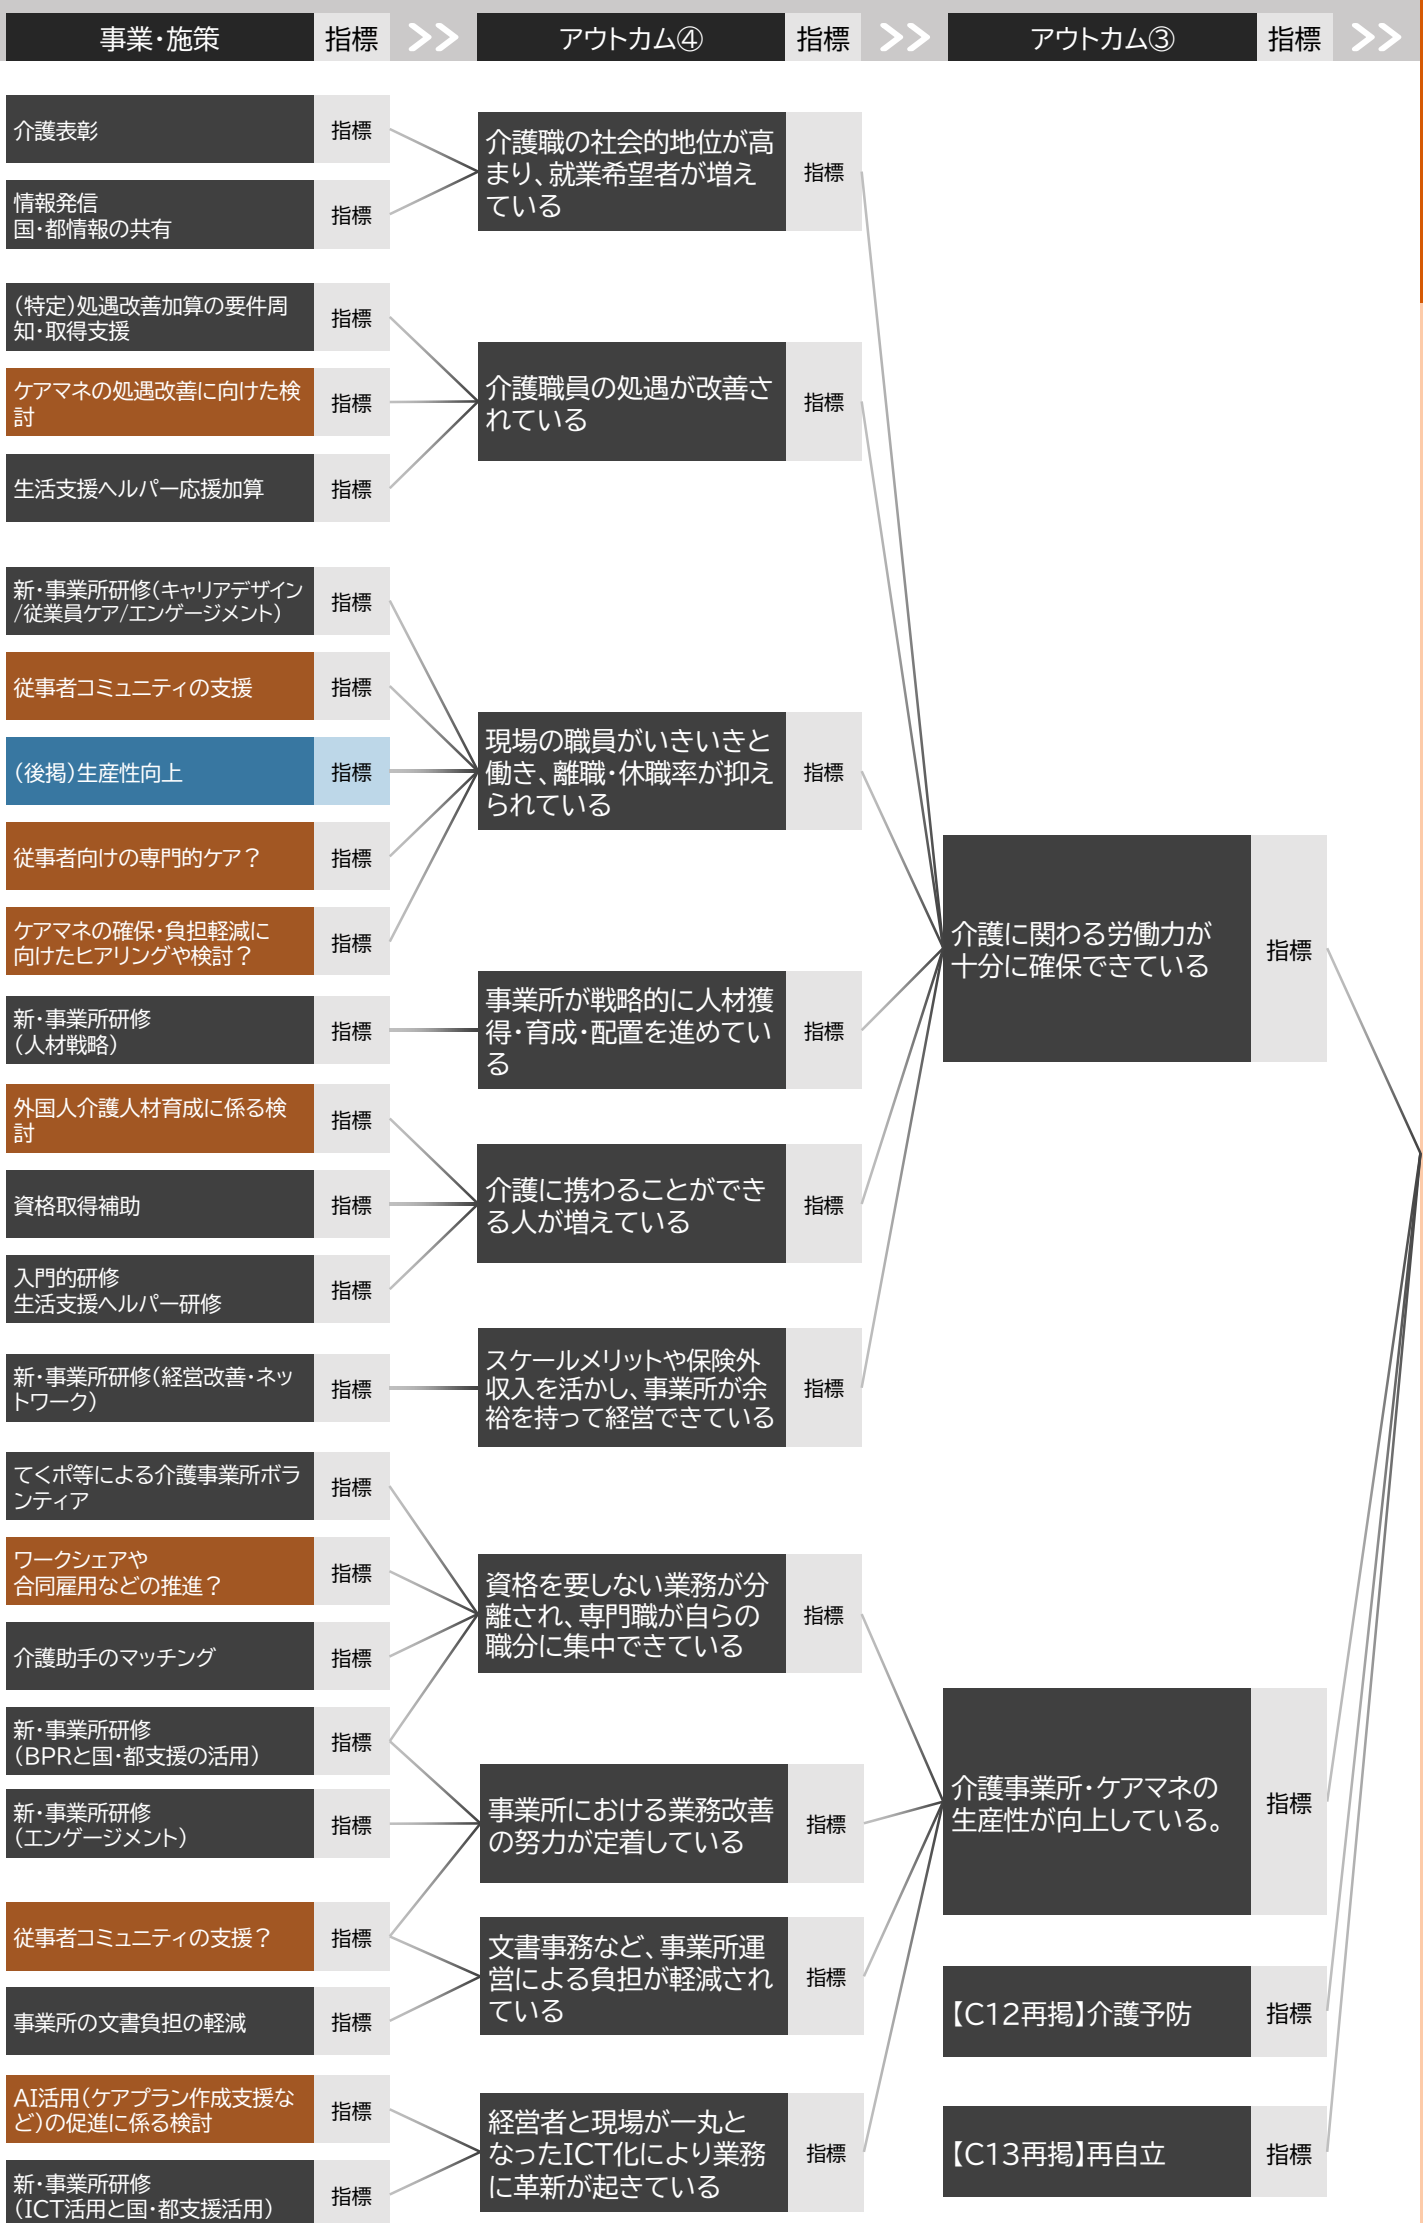 事業・施策
指標
アウトカム④
指標
アウトカム③
指標
介護表彰
指標
情報発信
国・都情報の共有
指標
（特定）処遇改善加算の要件周
知・取得支援
指標
ケアマネの処遇改善に向けた検
討
指標
生活支援ヘルパー応援加算
指標
新・事業所研修（キャリアデザイン
/従業員ケア/エンゲージメント）
指標
従事者コミュニティの支援
指標
（後掲）生産性向上
指標
従事者向けの専門的ケア？
指標
ケアマネの確保・負担軽減に
向けたヒアリングや検討？
指標
新・事業所研修
（人材戦略）
指標
外国人介護人材育成に係る検
討
指標
資格取得補助
指標
入門的研修
生活支援ヘルパー研修
指標
新・事業所研修（経営改善・ネッ
トワーク）
指標
てくポ等による介護事業所ボラ
ンティア
指標
ワークシェアや
合同雇用などの推進？
指標
介護助手のマッチング
指標
新・事業所研修
（BPRと国・都支援の活用）
指標
新・事業所研修
（エンゲージメント）
指標
従事者コミュニティの支援？
指標
事業所の文書負担の軽減
指標
AI活用（ケアプラン作成支援な
ど）の促進に係る検討
指標
新・事業所研修
（ICT活用と国・都支援活用）
指標
介護職の社会的地位が高
まり、就業希望者が増え
ている
指標
介護職員の処遇が改善さ
れている
指標
現場の職員がいきいきと
働き、離職・休職率が抑え
られている
指標
事業所が戦略的に人材獲
得・育成・配置を進めてい
る
指標
介護に携わることができ
る人が増えている
指標
スケールメリットや保険外
収入を活かし、事業所が余
裕を持って経営できている
指標
資格を要しない業務が分
離され、専門職が自らの
職分に集中できている
指標
事業所における業務改善
の努力が定着している
指標
文書事務など、事業所運
営による負担が軽減され
ている
指標
経営者と現場が一丸と
なったICT化により業務
に革新が起きている
指標
介護に関わる労働力が
十分に確保できている
指標
介護事業所・ケアマネの
生産性が向上している。
指標
【C12再掲】介護予防
指標
【C13再掲】再自立
指標